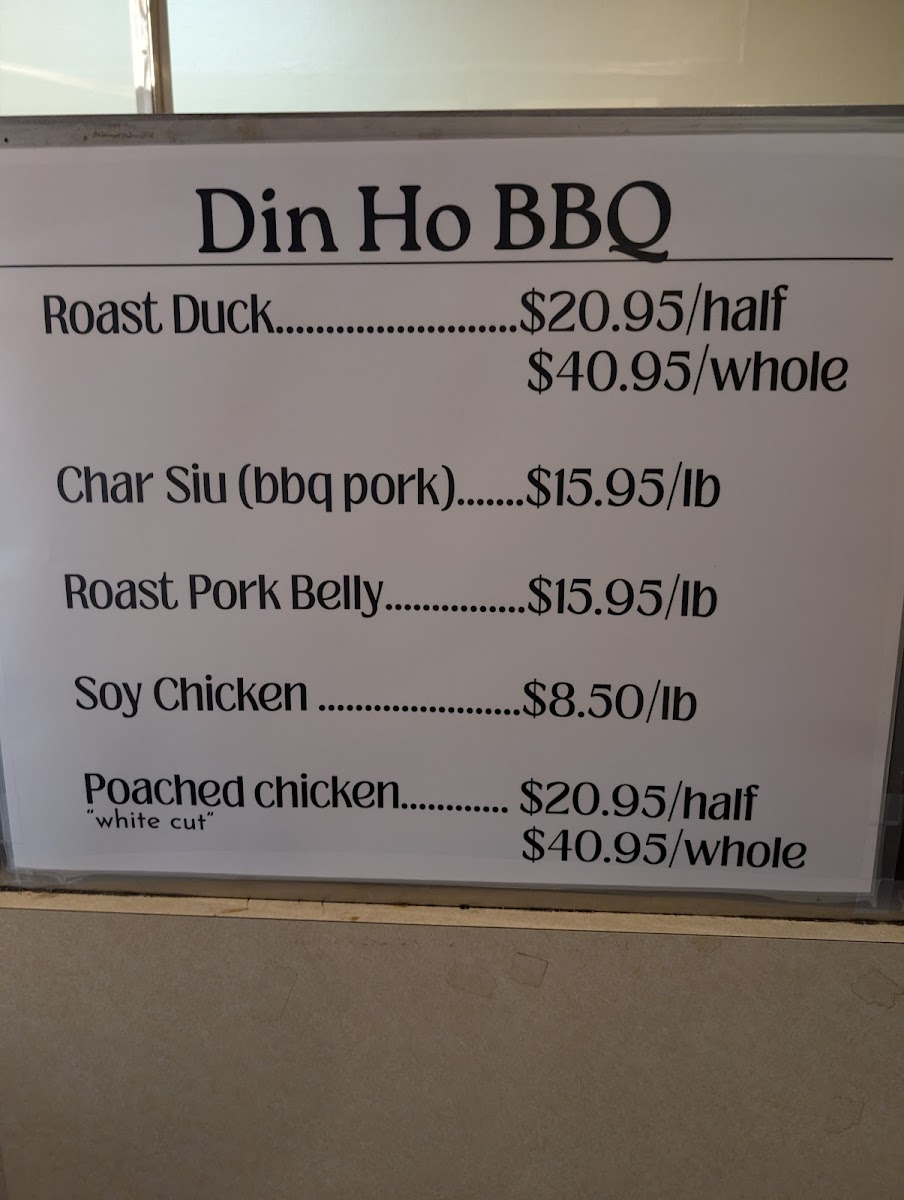 Din Ho BBQ
Roast Duck........................$20.95/half
$40.95/whole
Char Siu (bbq pork).......$15.95/lb
Roast Pork Belly...............$15.95/lb
Soy Chicken ......................$8.50/lb
Poached chicken............ $20.95/half
"white cut"
$40.95/whole